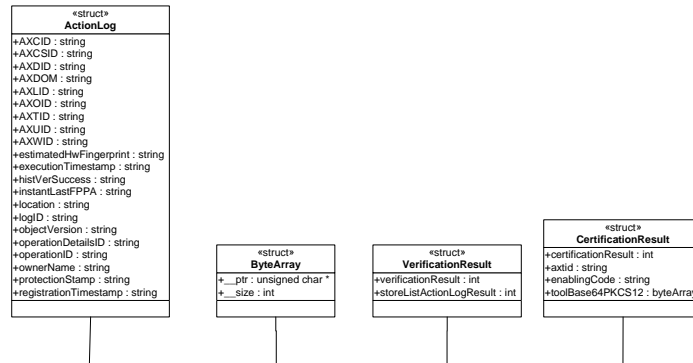 «struct»
ActionLog
+AXCID : string
+AXCSID : string
+AXDID : string
+AXDOM : string
+AXLID : string
+AXOID : string
+AXTID : string
+AXUID : string
+AXWID : string
+estimatedHwFingerprint : string
+executionTimestamp : string
+histVerSuccess : string
+instantLastFPPA : string
+location : string
+logID : string
+objectVersion : string
+operationDetailsID : string
+operationID : string
+ownerName : string
+protectionStamp : string
+registrationTimestamp : string
«struct»
ByteArray
+__ptr : unsigned char *
+__size : int
«struct»
VerificationResult
+verificationResult : int
+storeListActionLogResult : int
«struct»
CertificationResult
+certificationResult : int
+axtid : string
+enablingCode : string
+toolBase64PKCS12 : byteArray